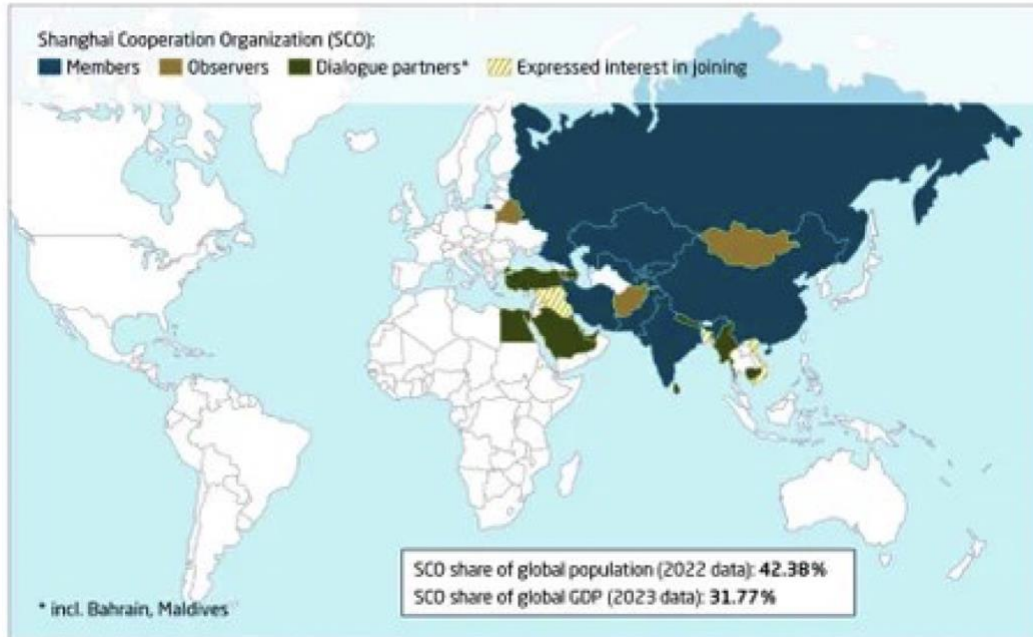 Shanghai Cooperation Organization (SCO):
Members Observers Dialogue partners* Expressed interest in joining
SCO share of global population (2022 data): 42.38%
SCO share of global GDP (2023 data): 31.77%
* incl. Bahrain, Maldives